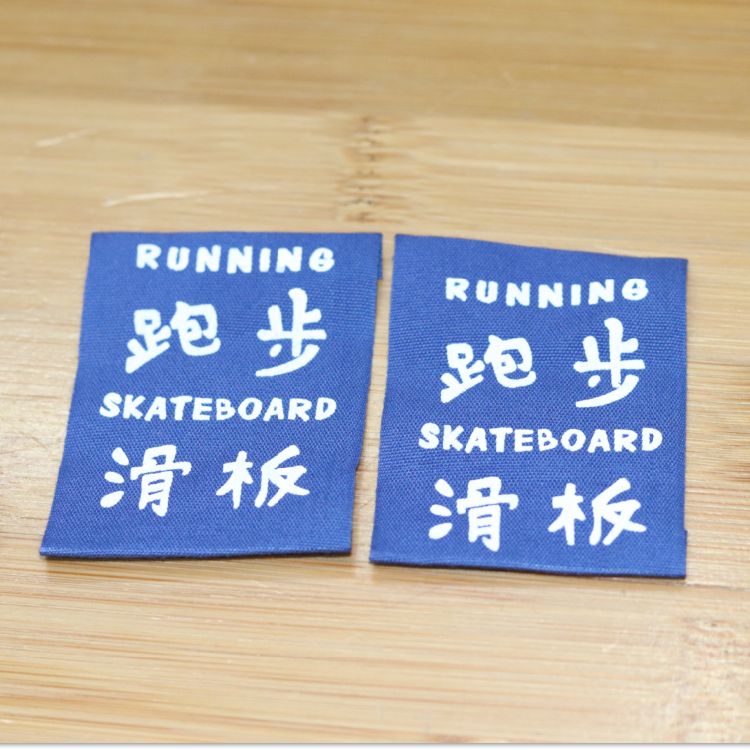 RUNNING
跑步
SKATEBOARD
滑板
RUNNING
跑步
SKATEBOARD
滑板